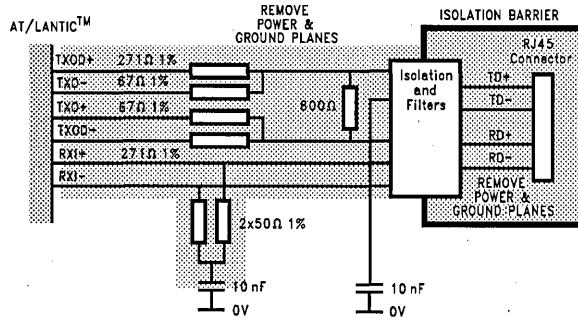 AT/LANTIC™
REMOVE
POWER &
GROUND PLANES
ISOLATION BARRIER
TXOD+ 271Ω 1%
TXO- 67Ω 1%
TXO+ 67Ω 1%
TXOD-
RXI+ 271Ω 1%
RXI-
800Ω
Isolation
and
Filters
RJ45
Connector
TD+
TD-
RD+
RD-
REMOVE
POWER &
GROUND PLANES
2x50Ω 1%
10 nF
0V
10 nF
0V